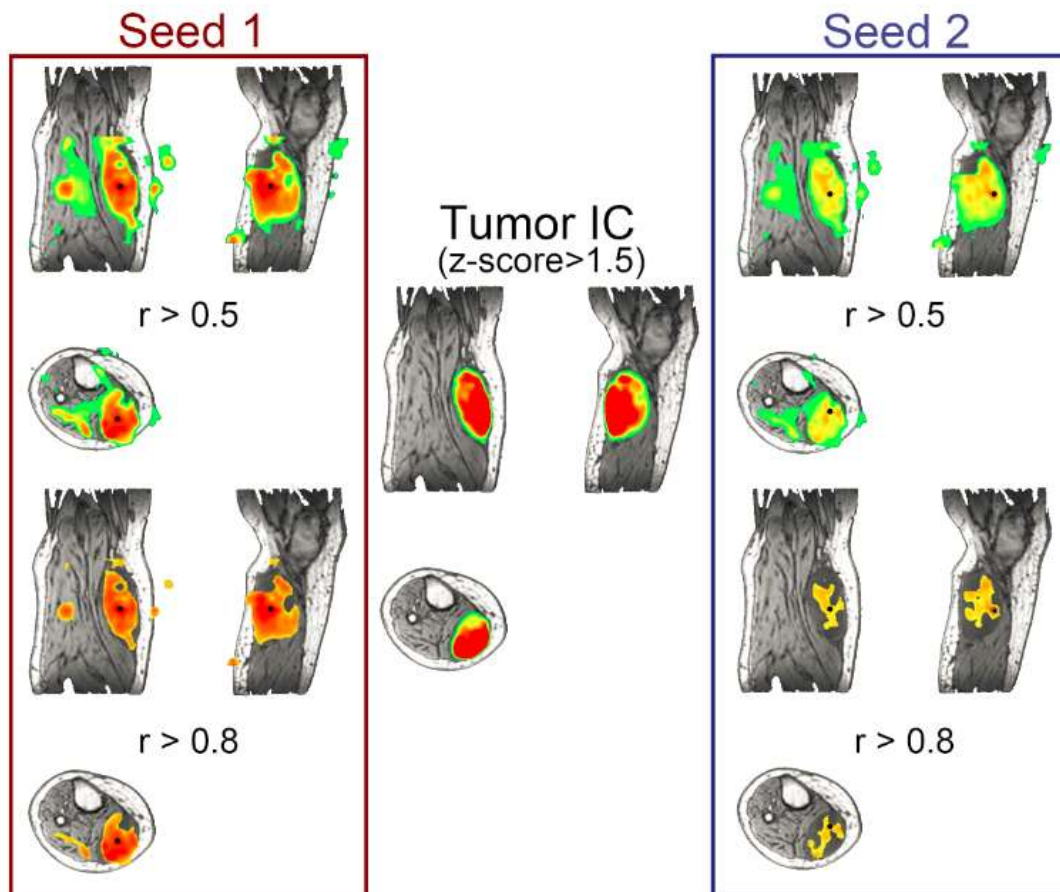 Seed 1
Seed 2
Tumor IC
(z-score>1.5)
r > 0.5
r > 0.5
r > 0.8
r > 0.8